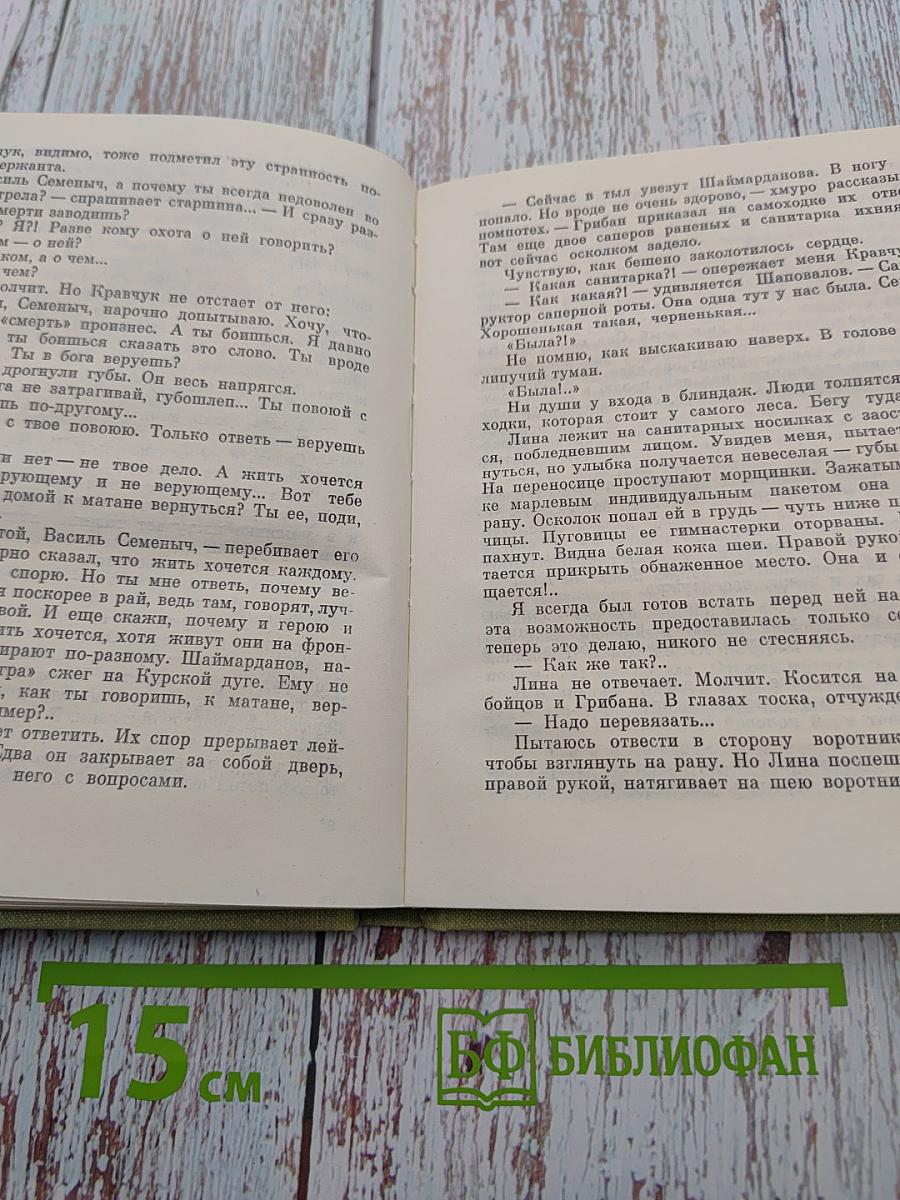 чук, видимо, тоже подметил эту странность по-
ержанта.
силь Семеныч, а почему ты всегда недоволен во
трела? — спрашивает старшина... — И сразу раз-
мерти заводишь?
? Я?! Разве кому охота о ней говорить?
м — о ней?
ком, а о чем...
чем?
олчит. Но Кравчук не отстает от него:
я, Семеныч, нарочно допытываю. Хочу, что-
«смерть» произнес. А ты боишься. Я давно
ты боишься сказать это слово. Ты вроде
Ты в бога веруешь?
дрогнули губы. Он весь напрягся.
га не затрагивай, губошлеп... Ты повоюй с
шь по-другому...
с твое повоюю. Только ответь — веруешь
и нет — не твое дело. А жить хочется
рующему и не верующему... Вот тебе
домой к матане вернуться? Ты ее, поди,
той, Василь Семеныч, — перебивает его
рно сказал, что жить хочется каждому.
спорю. Но ты мне ответь, почему ве-
я поскорее в рай, ведь там, говорят, луч-
вой. И еще скажи, почему и герою и
ить хочется, хотя живут они на фрон-
ирают по-разному. Шаймарданов, на-
гра» сжег на Курской дуге. Ему не
, как ты говоришь, к матане, вер-
мер?..
ет ответить. Их спор прерывает лей-
Едва он закрывает за собой дверь,
него с вопросами.
— Сейчас в тыл увезут Шаймарданова. В ногу
попало. Но вроде не очень здорово, — хмуро рассказы
помпотех. — Грибан приказал на самоходке их отве
Там еще двое саперов раненых и санитарка ихняя
вот сейчас осколком задело.
Чувствую, как бешено заколотилось сердце.
— Какая санитарка?! — опережает меня Кравчу
— Как какая?! — удивляется Шаповалов. — Са
руктор саперной роты. Она одна тут у нас была. Се
Хорошенькая такая, черненькая...
«Была?!»
Не помню, как выскакиваю наверх. В голове
липучий туман.
«Была!..»
Ни души у входа в блиндаж. Люди толпятся
ходки, которая стоит у самого леса. Бегу туда
Лина лежит на санитарных носилках с заост
ся, побледневшим лицом. Увидев меня, пытает
нуться, но улыбка получается невеселая — губы
На переносице проступают морщинки. Зажатым
ке марлевым индивидуальным пакетом она
рану. Осколок попал ей в грудь — чуть ниже
чицы. Пуговицы ее гимнастерки оторваны.
пахнут. Видна белая кожа шеи. Правой руко
тается прикрыть обнаженное место. Она и
щается!..
Я всегда был готов встать перед ней на
эта возможность предоставилась только се
теперь это делаю, никого не стесняясь.
— Как же так?..
Лина не отвечает. Молчит. Косится на
бойцов и Грибана. В глазах тоска, отчужде
— Надо перевязать...
Пытаюсь отвести в сторону воротник
чтобы взглянуть на рану. Но Лина поспеш
правой рукой, натягивает на шею воротни
15 см
БФ БИБЛИОФАН